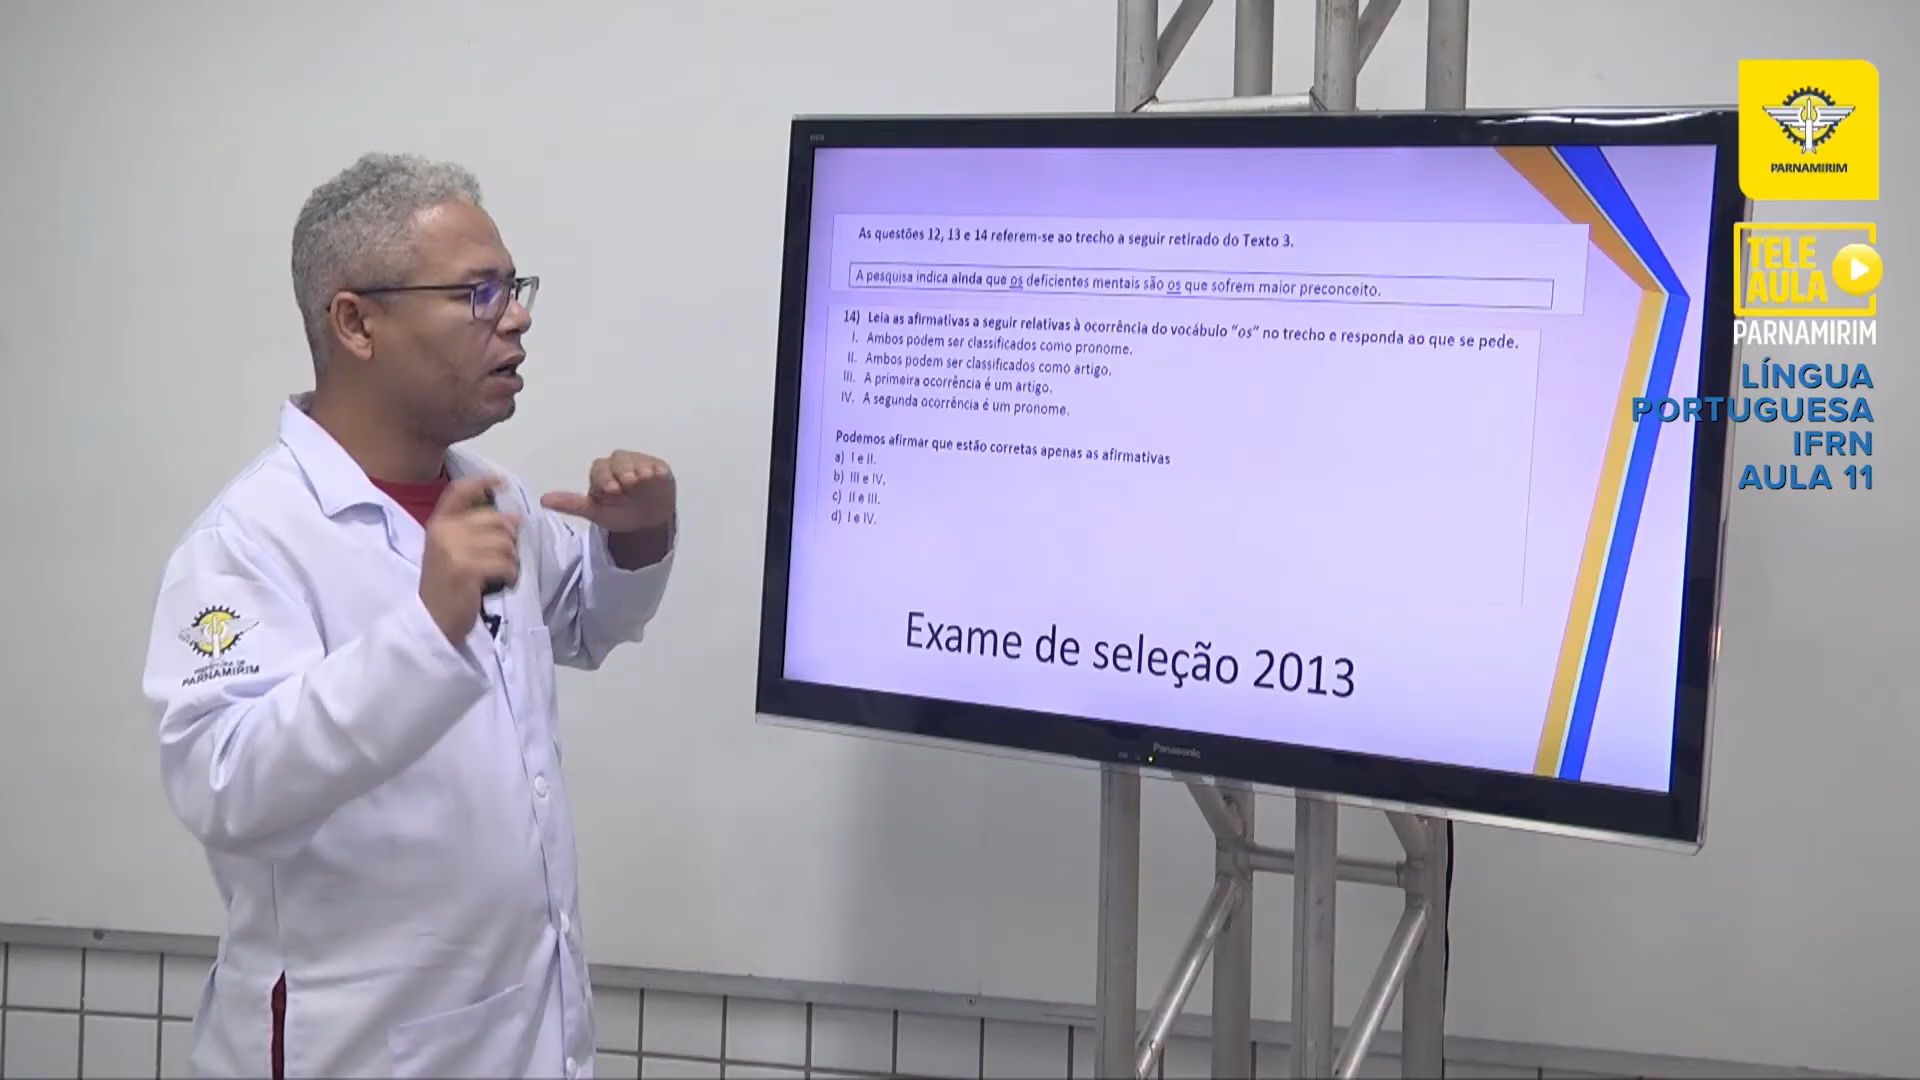 As questões 12, 13 e 14 referem-se ao trecho a seguir retirado do Texto 3.
A pesquisa indica ainda que os deficientes mentais são os que sofrem maior preconceito.
14) Leia as afirmativas a seguir relativas à ocorrência do vocábulo "os" no trecho e responda ao que se pede.
I. Ambos podem ser classificados como pronome.
II. Ambos podem ser classificados como artigo.
III. A primeira ocorrência é um artigo.
IV. A segunda ocorrência é um pronome.
Podemos afirmar que estão corretas apenas as afirmativas
a) I e II.
b) III e IV.
c) II e III.
d) I e IV.
Exame de seleção 2013
Panasonic
PREFEITURA DE
PARNAMIRIM
PARNAMIRIM
TELE
AULA
PARNAMIRIM
LÍNGUA
PORTUGUESA
IFRN
AULA 11